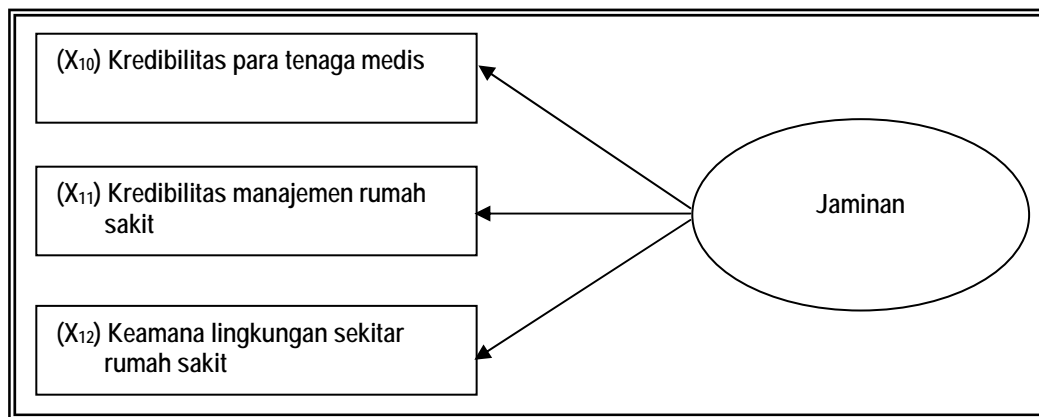 (X10) Kredibilitas para tenaga medis
(X11) Kredibilitas manajemen rumah
sakit
Jaminan
(X12) Keamana lingkungan sekitar
rumah sakit